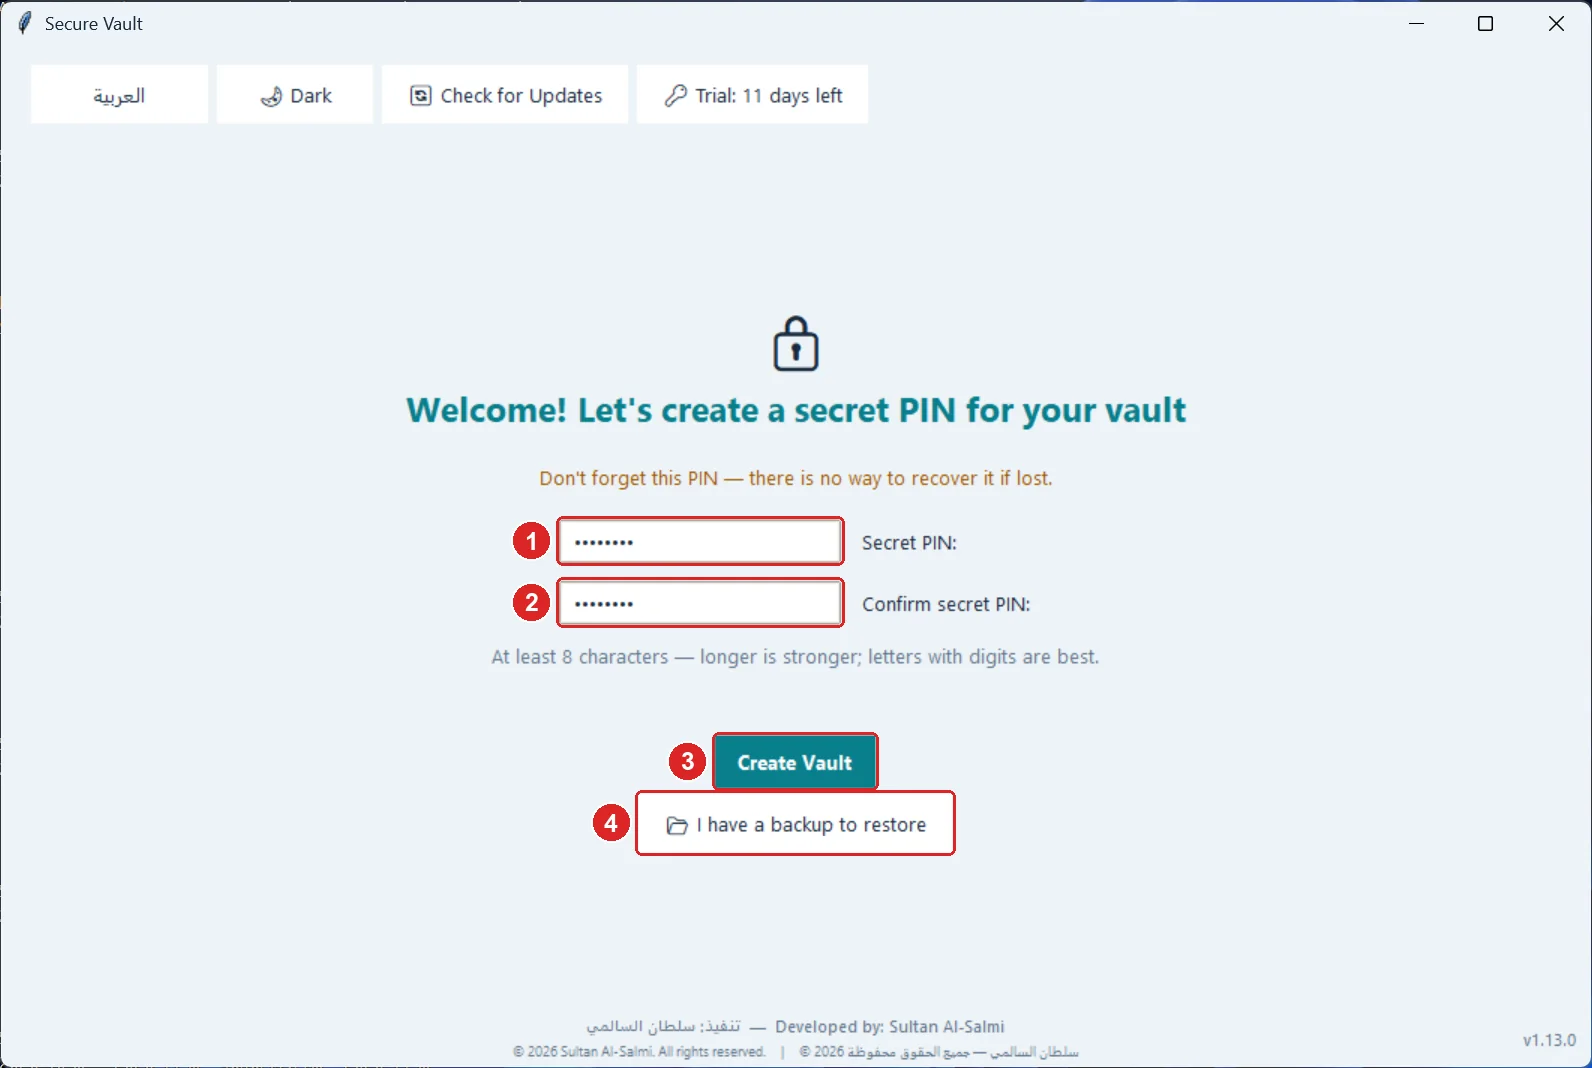 Secure Vault
العربية
Dark
Check for Updates
Trial: 11 days left
Welcome! Let's create a secret PIN for your vault
Don't forget this PIN — there is no way to recover it if lost.
1 •••••••• Secret PIN:
2 •••••••• Confirm secret PIN:
At least 8 characters — longer is stronger; letters with digits are best.
3 Create Vault
4 I have a backup to restore
تنفيذ: سلطان السالمي — Developed by: Sultan Al-Salmi
© 2026 Sultan Al-Salmi. All rights reserved. | © 2026 سلطان السالمي — جميع الحقوق محفوظة
v1.13.0